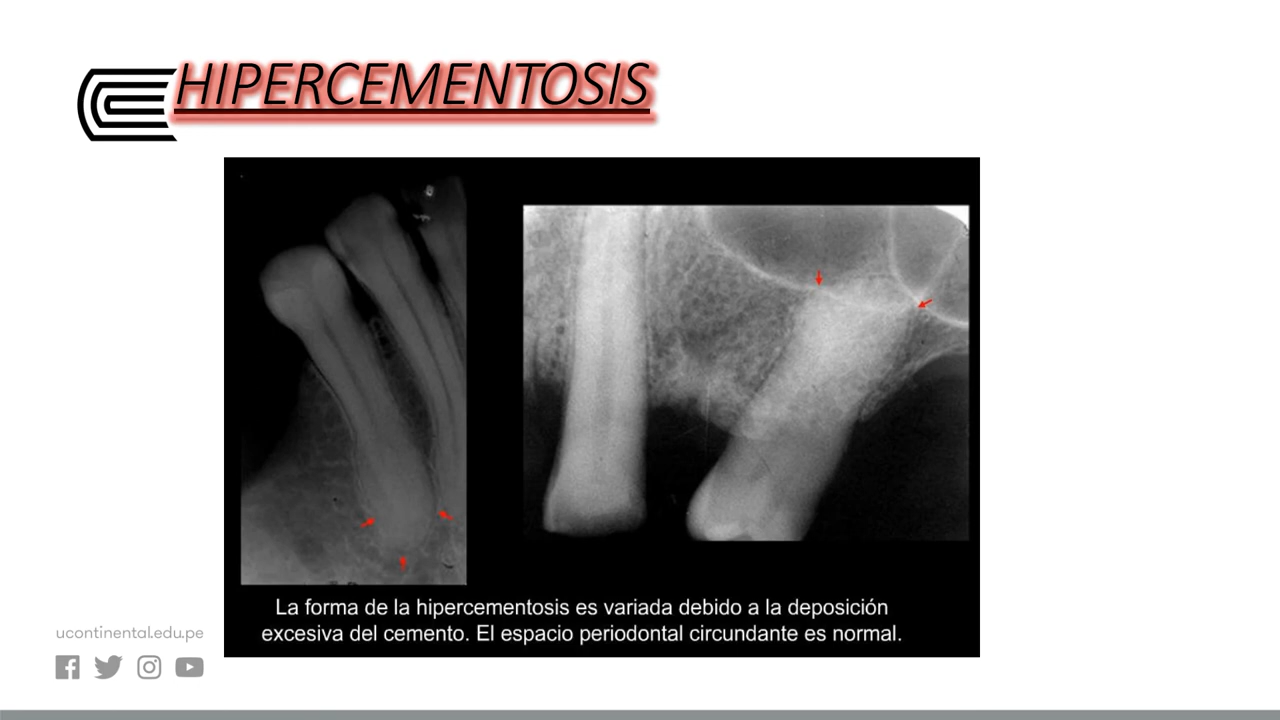 HIPERCEMENTOSIS
La forma de la hipercementosis es variada debido a la deposición
excesiva del cemento. El espacio periodontal circundante es normal.
ucontinental.edu.pe